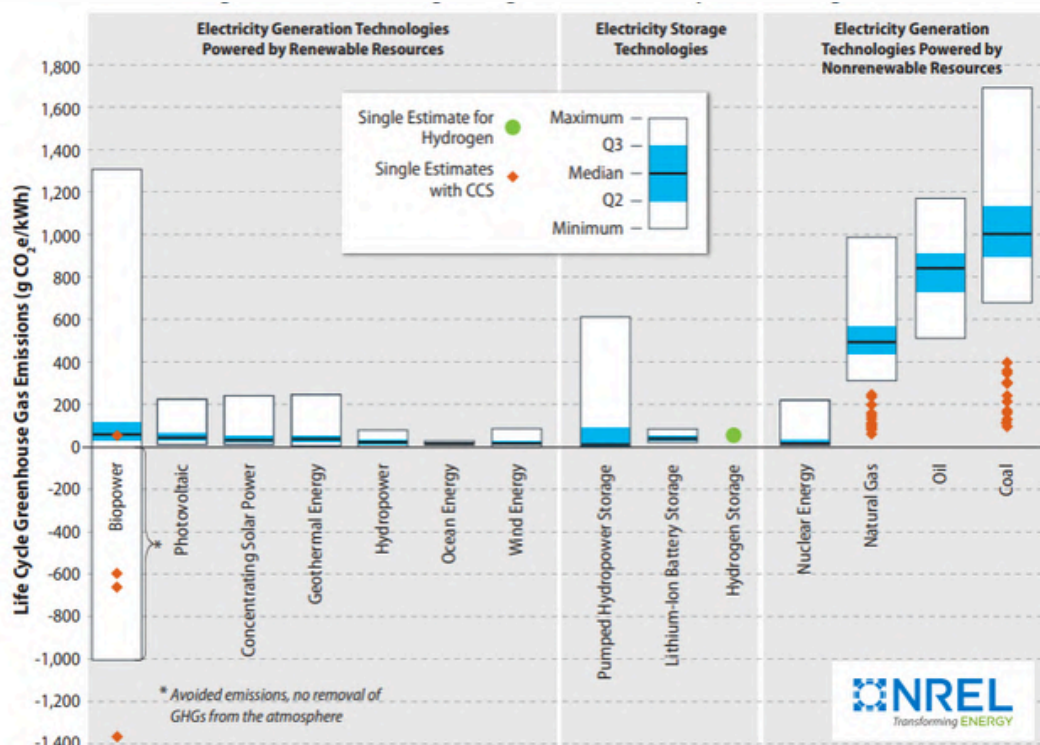 Electricity Generation Technologies
Powered by Renewable Resources
Electricity Storage
Technologies
Electricity Generation
Technologies Powered by
Nonrenewable Resources
Life Cycle Greenhouse Gas Emissions (g CO2e/kWh)
1,800
1,600
1,400
1,200
1,000
800
600
400
200
0
-200
-400
-600
-800
-1,000
-1,200
-1,400
Single Estimate for
Hydrogen
Single Estimates
with CCS
Maximum
Q3
Median
Q2
Minimum
Biopower
*
Photovoltaic
Concentrating Solar Power
Geothermal Energy
Hydropower
Ocean Energy
Wind Energy
Pumped Hydropower Storage
Lithium-Ion Battery Storage
Hydrogen Storage
Nuclear Energy
Natural Gas
Oil
Coal
* Avoided emissions, no removal of
GHGs from the atmosphere
NREL
Transforming ENERGY